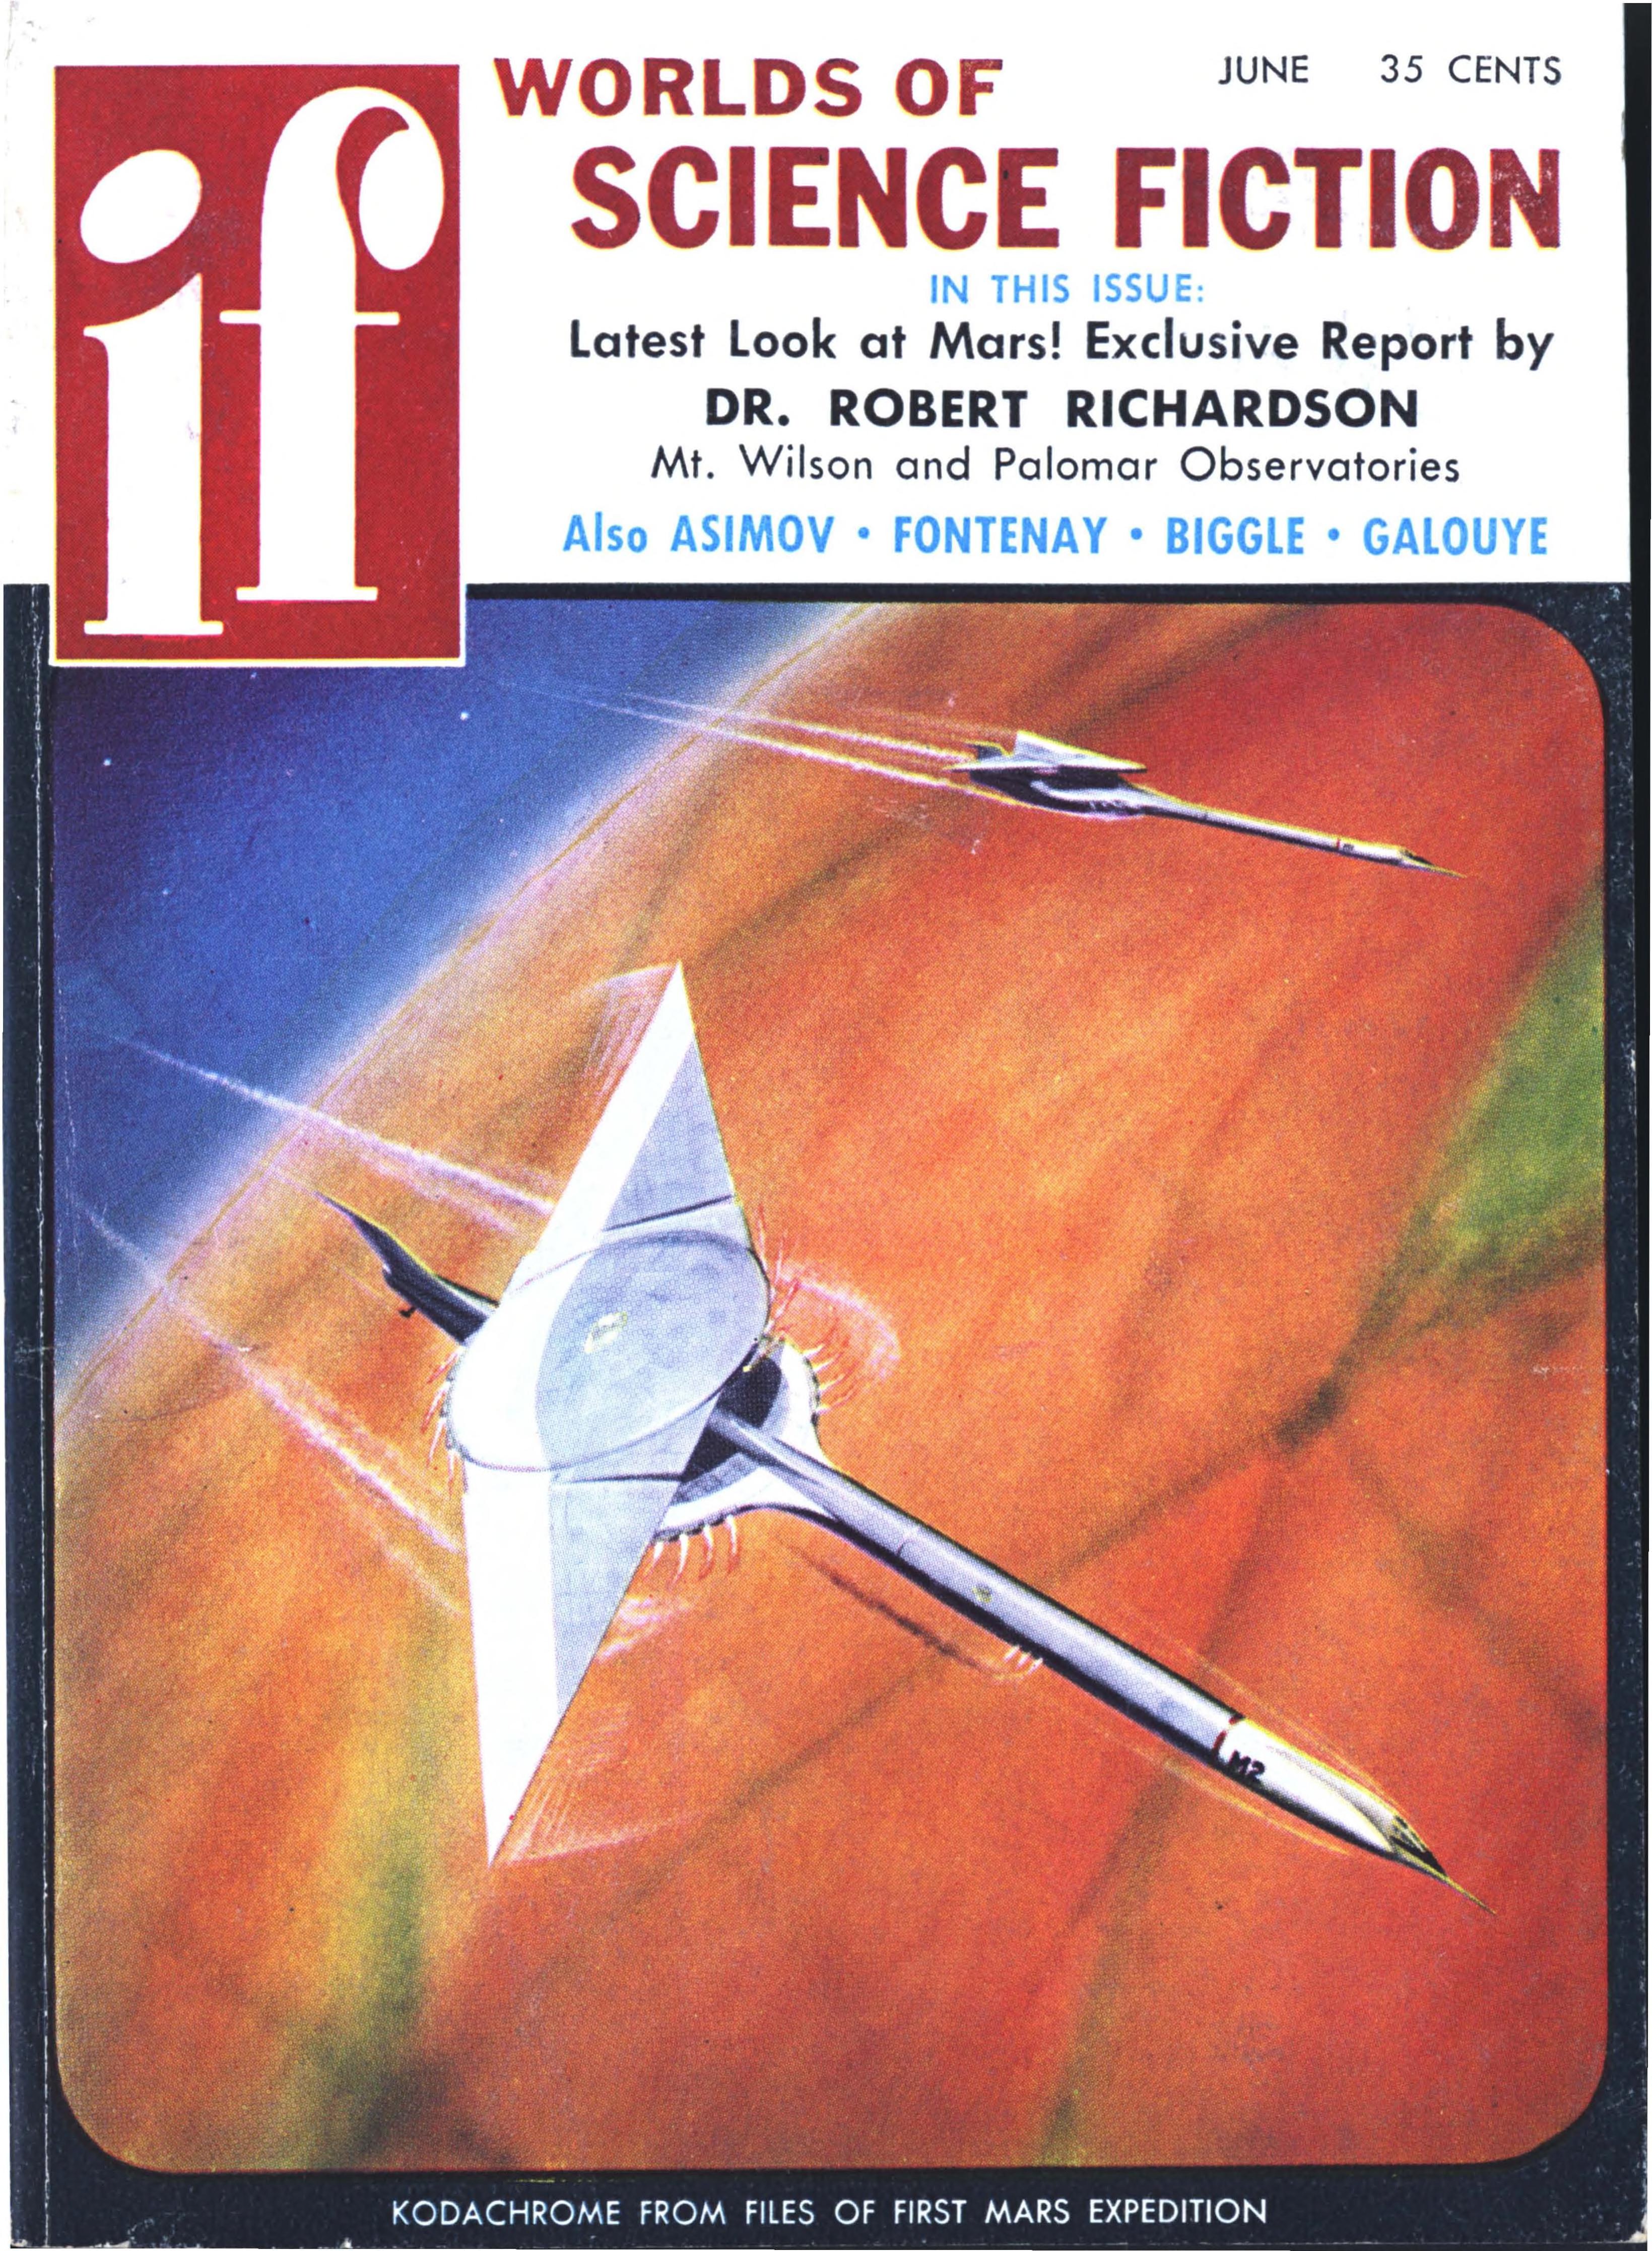 if
WORLDS OF
JUNE 35 CENTS
SCIENCE FICTION
IN THIS ISSUE:
Latest Look at Mars! Exclusive Report by
DR. ROBERT RICHARDSON
Mt. Wilson and Palomar Observatories
Also ASIMOV • FONTENAY • BIGGLE • GALOUYE
M2
KODACHROME FROM FILES OF FIRST MARS EXPEDITION